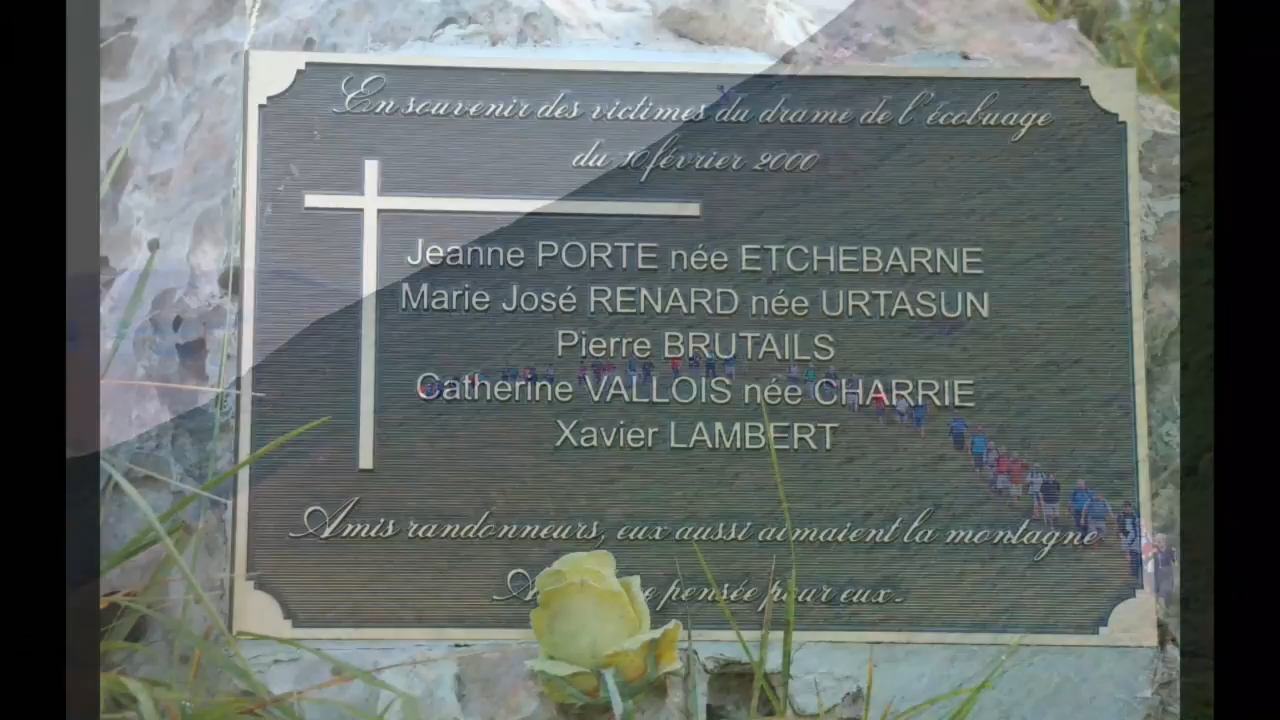 En souvenir des victimes du drame de l'écobuage
du 10 février 2000
Jeanne PORTE née ETCHEBARNE
Marie José RENARD née URTASUN
Pierre BRUTAILS
Catherine VALLOIS née CHARRIE
Xavier LAMBERT
Amis randonneurs, eux aussi aimaient la montagne
pensée pour eux.